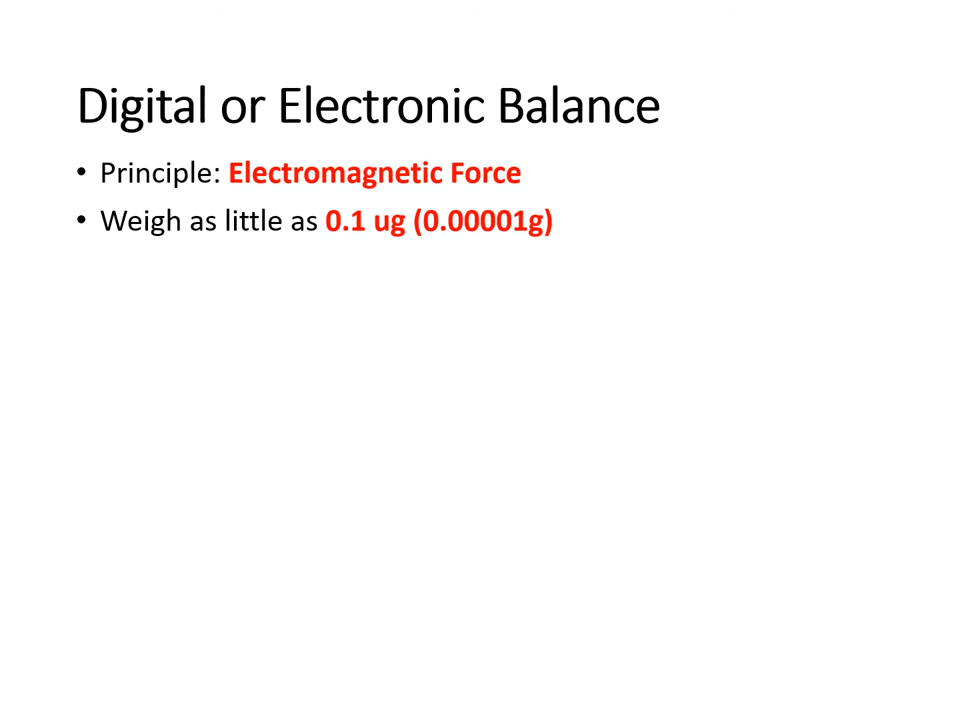 Digital or Electronic Balance
• Principle: Electromagnetic Force
• Weigh as little as 0.1 ug (0.00001g)